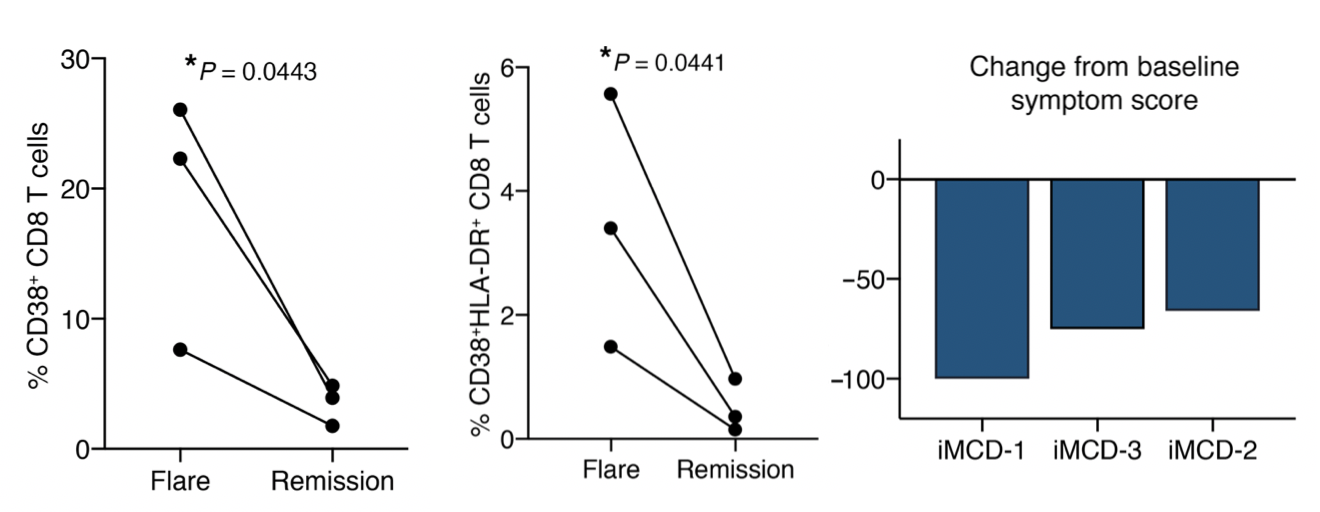 % CD38⁺ CD8 T cells
30
20
10
0
*P = 0.0443
Flare Remission
% CD38⁺HLA-DR⁺ CD8 T cells
6
4
2
0
*P = 0.0441
Flare Remission
Change from baseline
symptom score
0
−50
−100
iMCD-1 iMCD-3 iMCD-2